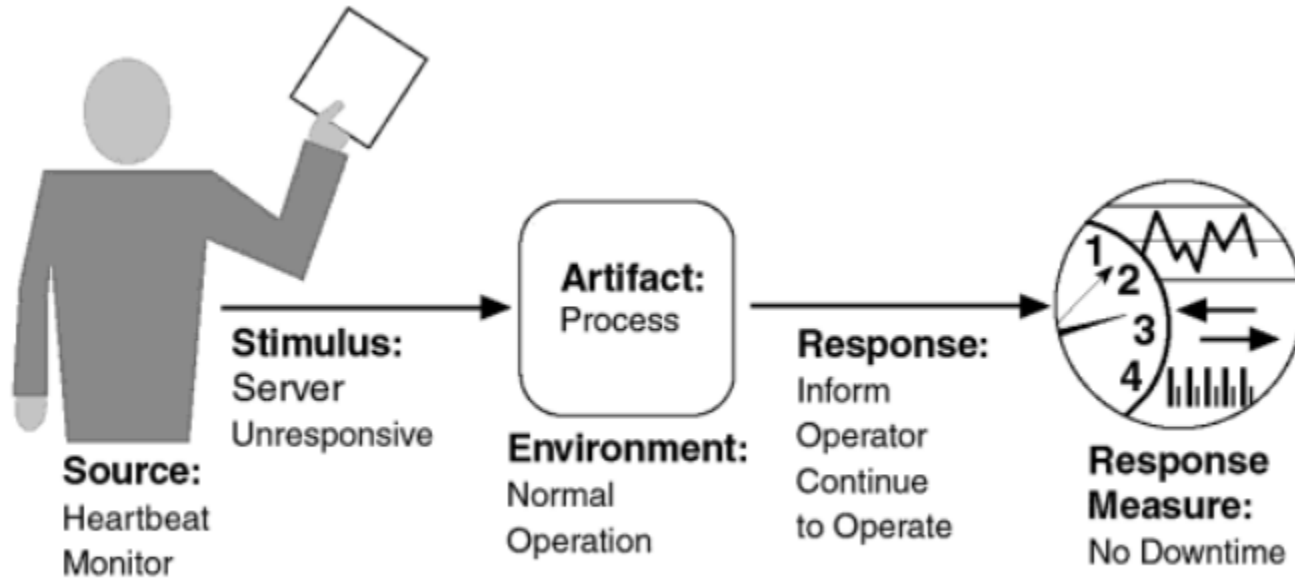 Source:
Heartbeat
Monitor
Stimulus:
Server
Unresponsive
Artifact:
Process
Environment:
Normal
Operation
Response:
Inform
Operator
Continue
to Operate
1
2
3
4
Response
Measure:
No Downtime